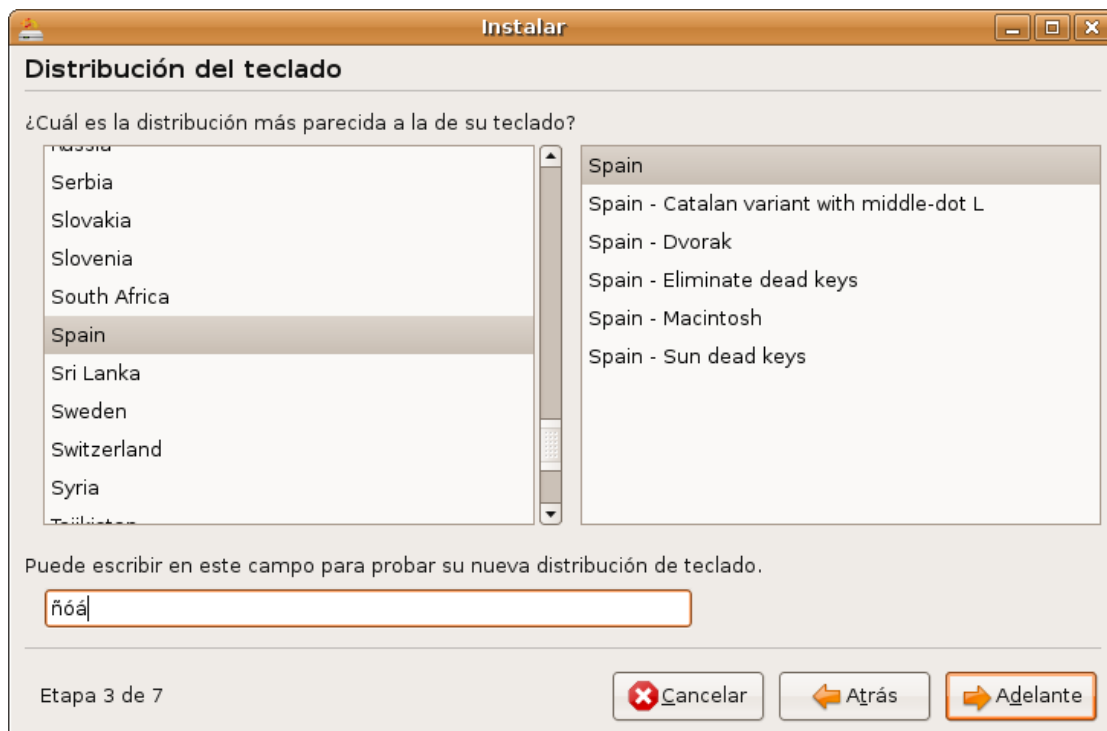 Instalar
Distribución del teclado
¿Cuál es la distribución más parecida a la de su teclado?
Russia
Serbia
Slovakia
Slovenia
South Africa
Spain
Sri Lanka
Sweden
Switzerland
Syria
Tajikistan
Spain
Spain - Catalan variant with middle-dot L
Spain - Dvorak
Spain - Eliminate dead keys
Spain - Macintosh
Spain - Sun dead keys
Puede escribir en este campo para probar su nueva distribución de teclado.
ñóá
Etapa 3 de 7
Cancelar
Atrás
Adelante